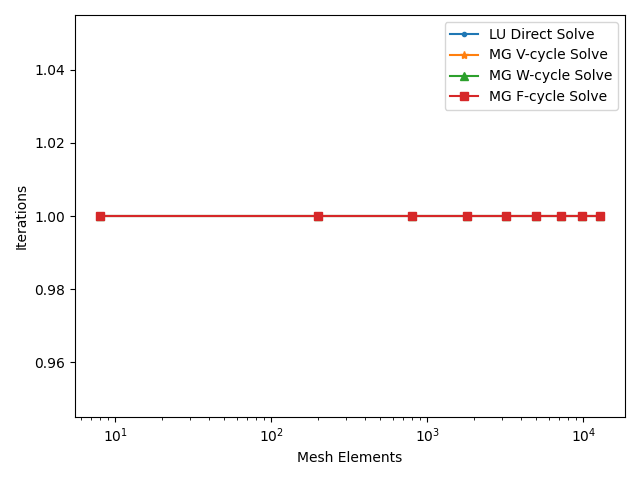 LU Direct Solve
MG V-cycle Solve
MG W-cycle Solve
MG F-cycle Solve
1.04
1.02
1.00
0.98
0.96
Iterations
10¹ 10² 10³ 10⁴
Mesh Elements